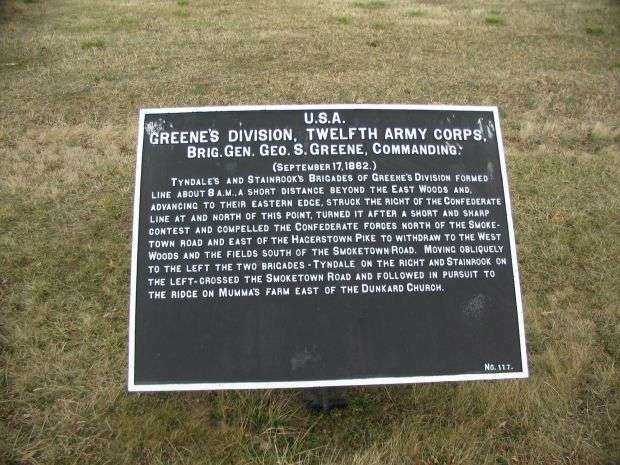 U.S.A.
GREENE'S DIVISION, TWELFTH ARMY CORPS,
BRIG. GEN. GEO. S. GREENE, COMMANDING.
(SEPTEMBER 17, 1862.)
TYNDALE'S AND STAINROOK'S BRIGADES OF GREENE'S DIVISION FORMED
LINE ABOUT 8 A.M., A SHORT DISTANCE BEYOND THE EAST WOODS AND,
ADVANCING TO THEIR EASTERN EDGE, STRUCK THE RIGHT OF THE CONFEDERATE
LINE AT AND NORTH OF THIS POINT, TURNED IT AFTER A SHORT AND SHARP
CONTEST AND COMPELLED THE CONFEDERATE FORCES NORTH OF THE SMOKE-
TOWN ROAD AND EAST OF THE HAGERSTOWN PIKE TO WITHDRAW TO THE WEST
WOODS AND THE FIELDS SOUTH OF THE SMOKETOWN ROAD. MOVING OBLIQUELY
TO THE LEFT THE TWO BRIGADES - TYNDALE ON THE RIGHT AND STAINROOK ON
THE LEFT - CROSSED THE SMOKETOWN ROAD AND FOLLOWED IN PURSUIT TO
THE RIDGE ON MUMMA'S FARM EAST OF THE DUNKARD CHURCH.
NO. 117.